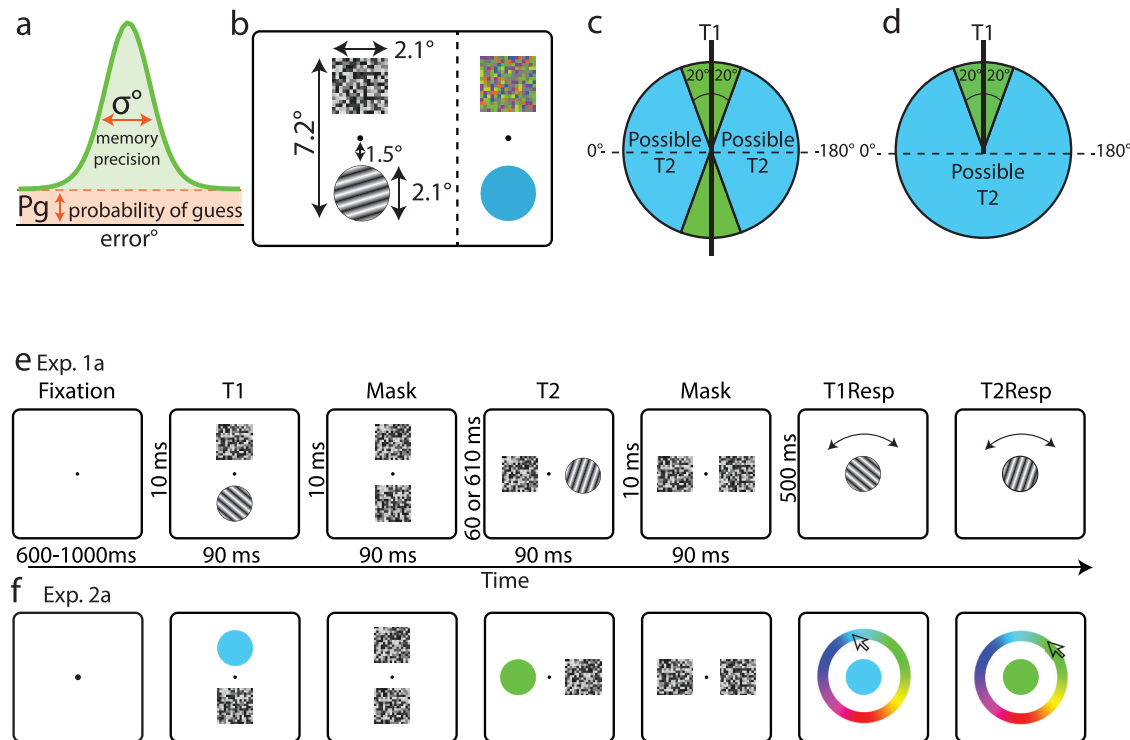 a
σ°
memory
precision
Pg
probability of guess
error°
b
2.1°
7.2°
1.5°
2.1°
c
T1
20°
20°
Possible
T2
Possible
T2
0°
-180°
d
T1
20°
20°
0°
-180°
Possible
T2
e Exp. 1a
Fixation
T1
Mask
T2
Mask
T1Resp
T2Resp
10 ms
10 ms
60 or 610 ms
10 ms
500 ms
600-1000ms
90 ms
90 ms
90 ms
90 ms
Time
f Exp. 2a